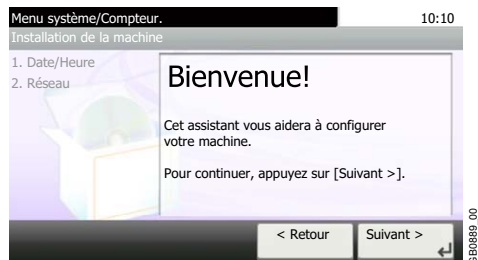 Menu système/Compteur.
10:10
Installation de la machine
1. Date/Heure
2. Réseau
Bienvenue!
Cet assistant vous aidera à configurer
votre machine.
Pour continuer, appuyez sur [Suivant >].
< Retour
Suivant >
GB0889_00